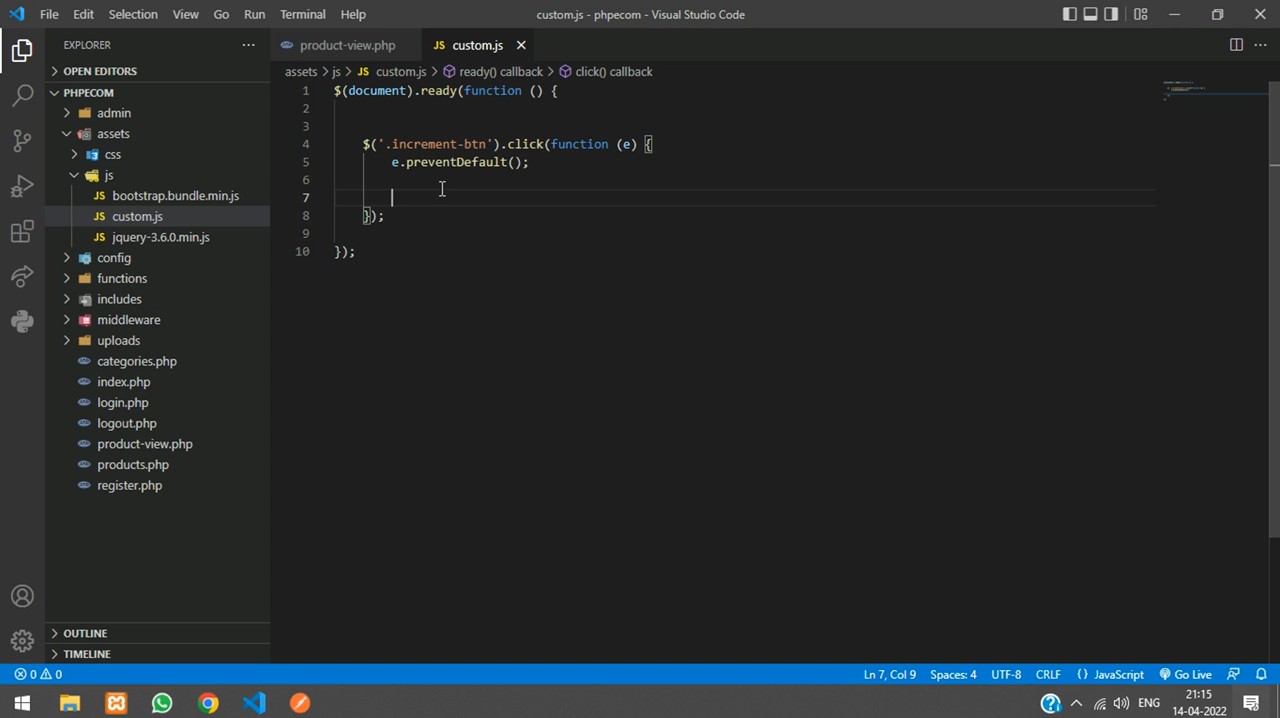 File Edit Selection View Go Run Terminal Help
custom.js - phpecom - Visual Studio Code
EXPLORER
OPEN EDITORS
PHPECOM
admin
assets
css
js
JS bootstrap.bundle.min.js
JS custom.js
JS jquery-3.6.0.min.js
config
functions
includes
middleware
uploads
categories.php
index.php
login.php
logout.php
product-view.php
products.php
register.php
OUTLINE
TIMELINE
product-view.php
JS custom.js
assets > js > JS custom.js > ready() callback > click() callback
1 $(document).ready(function () {
2
3
4 $('.increment-btn').click(function (e) {
5 e.preventDefault();
6
7
8 });
9
10 });
0 0
Ln 7, Col 9 Spaces: 4 UTF-8 CRLF {} JavaScript Go Live
ENG
21:15
14-04-2022